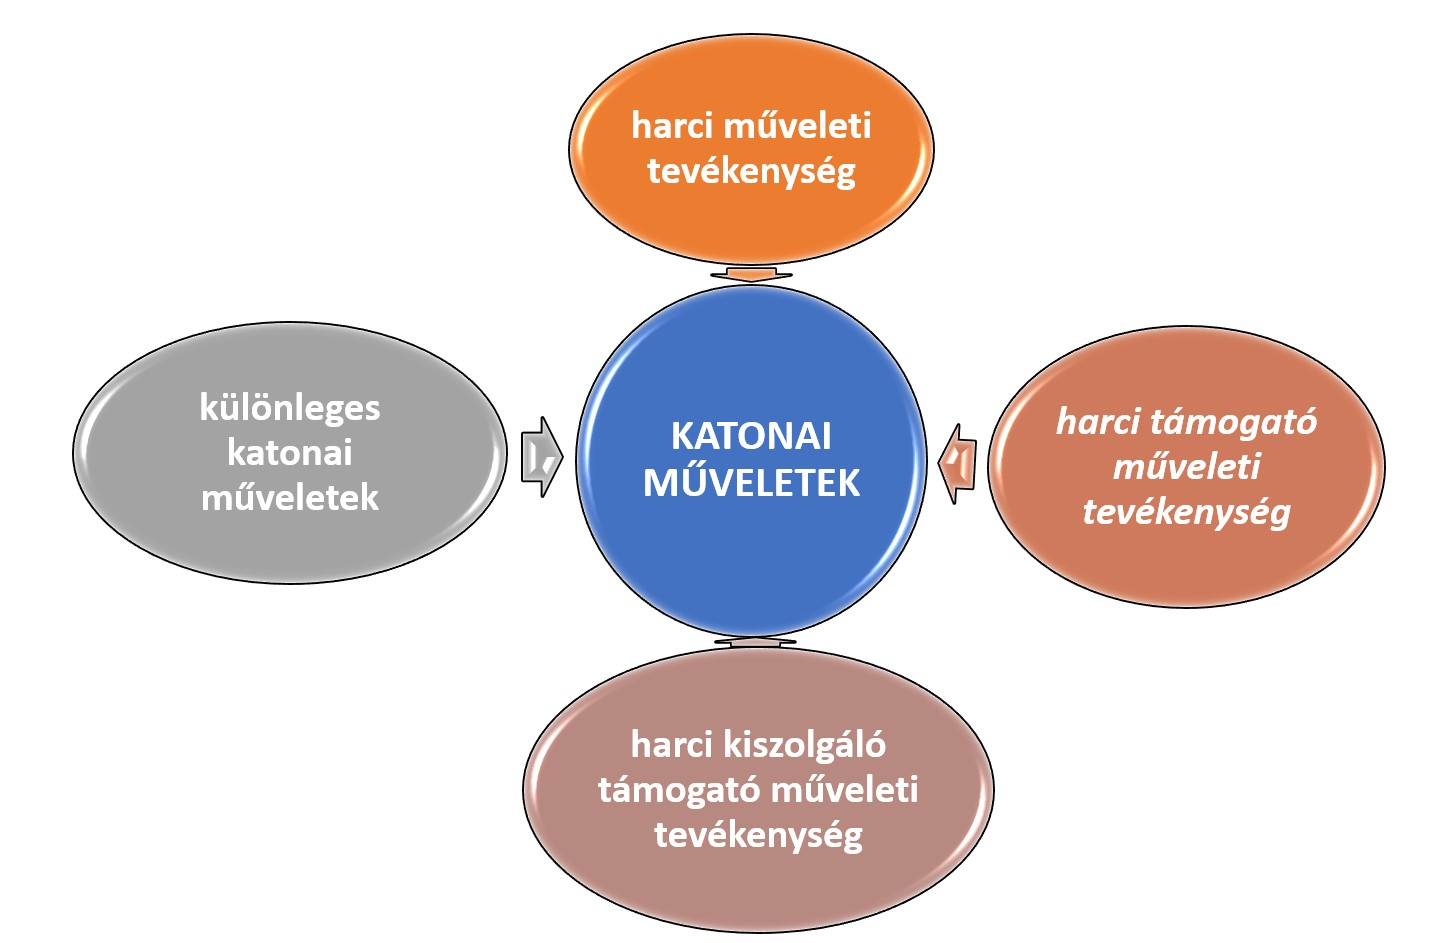 harci műveleti
tevékenység
különleges
katonai
műveletek
KATONAI
MŰVELETEK
harci támogató
műveleti
tevékenység
harci kiszolgáló
támogató műveleti
tevékenység